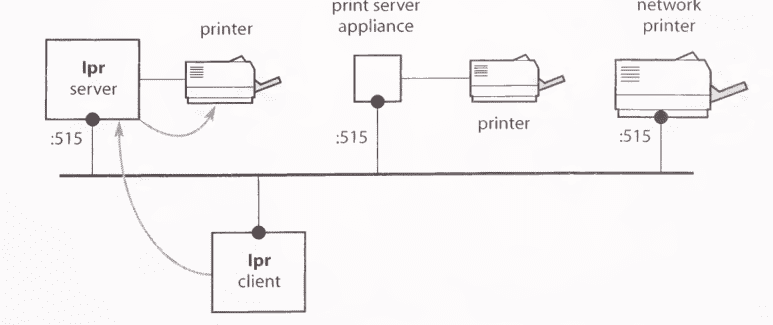 printer
print server
appliance
network
printer
lpr
server
printer
:515
:515
:515
lpr
client